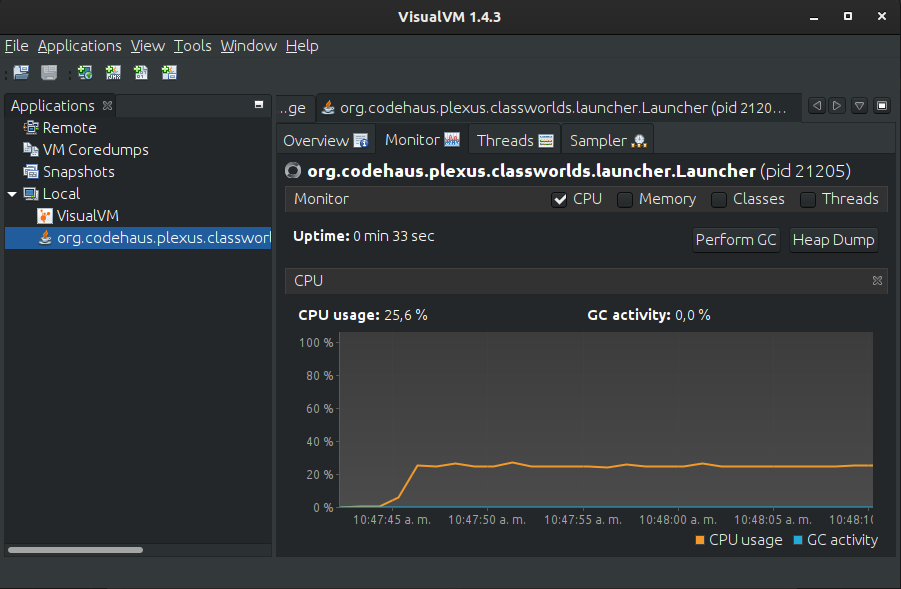 VisualVM 1.4.3
File Applications View Tools Window Help
Applications
Remote
VM Coredumps
Snapshots
Local
VisualVM
org.codehaus.plexus.classworl
..ge org.codehaus.plexus.classworlds.launcher.Launcher (pid 2120...
Overview Monitor Threads Sampler
org.codehaus.plexus.classworlds.launcher.Launcher (pid 21205)
Monitor CPU Memory Classes Threads
Uptime: 0 min 33 sec Perform GC Heap Dump
CPU
CPU usage: 25,6 % GC activity: 0,0 %
100 %
80 %
60 %
40 %
20 %
0 %
10:47:45 a. m. 10:47:50 a. m. 10:47:55 a. m. 10:48:00 a. m. 10:48:05 a. m. 10:48:10
CPU usage GC activity